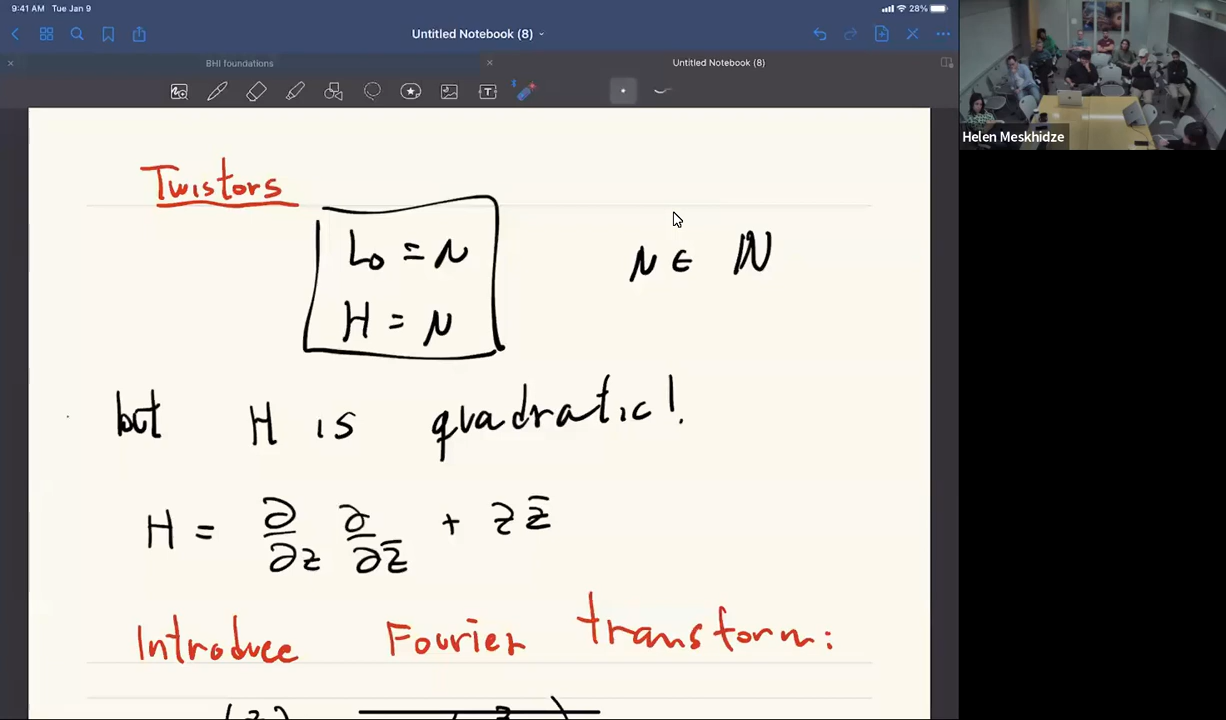 9:41 AM Tue Jan 9
28%
Untitled Notebook (8)
BHI foundations
Untitled Notebook (8)
Helen Meskhidze
Twistors
L₀ = N
H = N
N ∈ ℕ
but H is quadratic!
H = ∂/∂z ∂/∂z̄ + z z̄
Introduce Fourier transform: